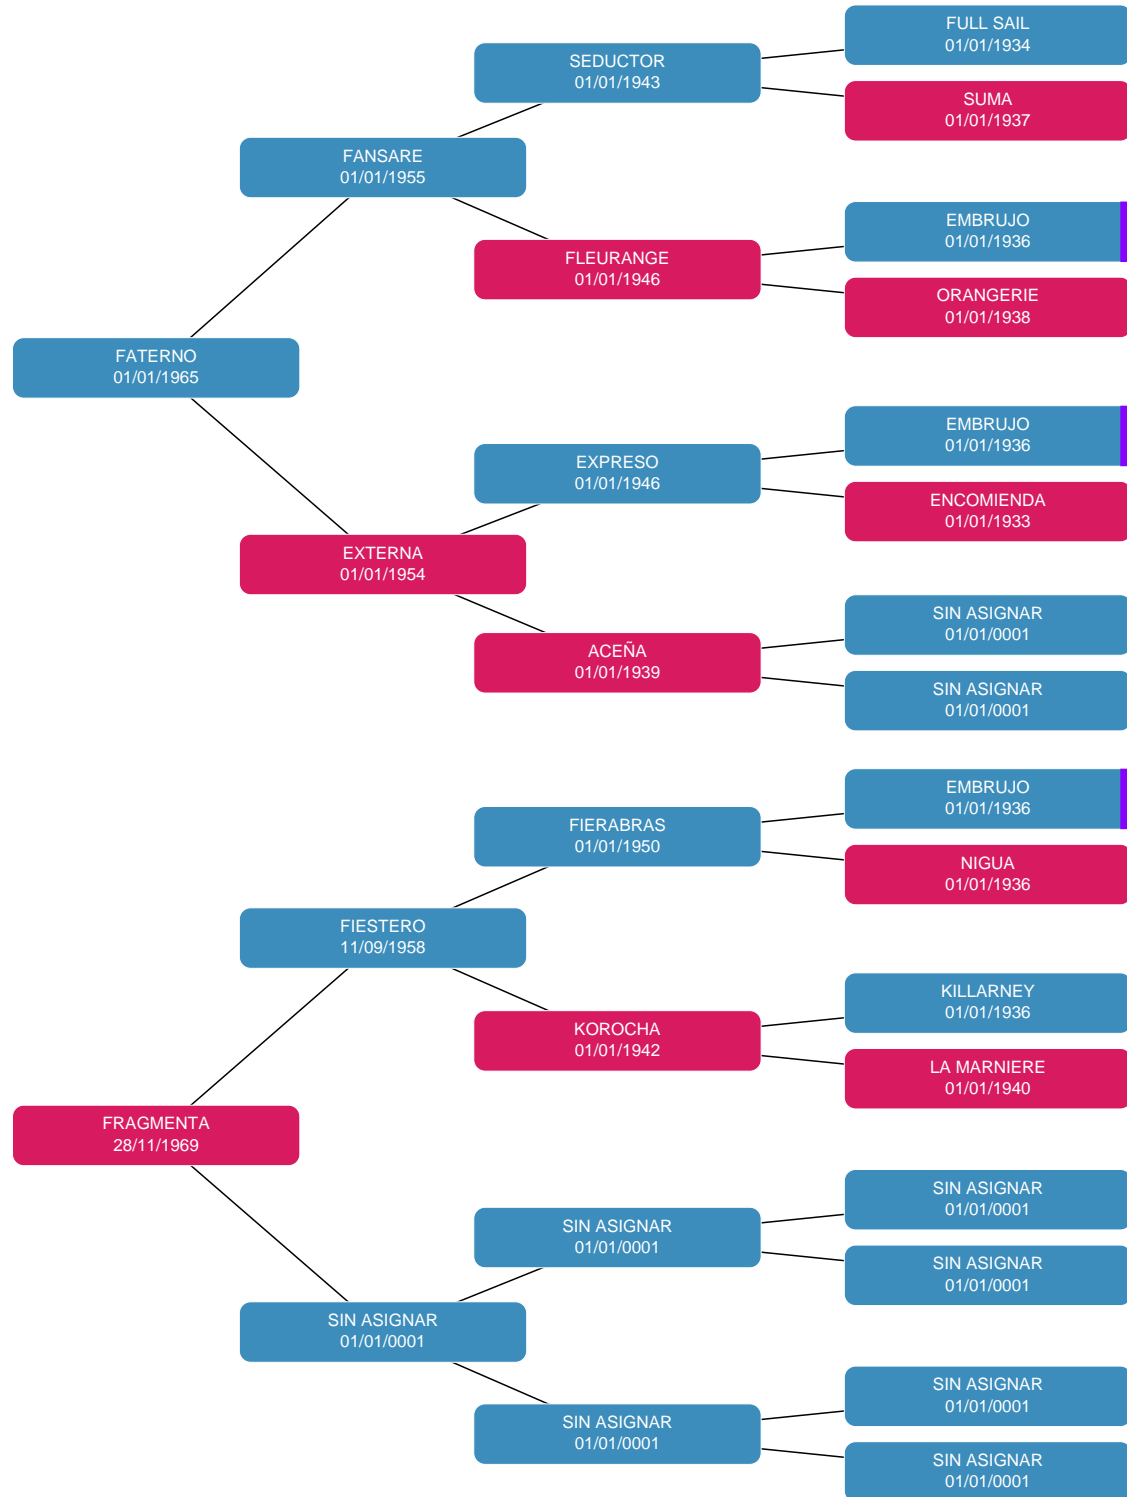 FULL SAIL
01/01/1934
SEDUCTOR
01/01/1943
SUMA
01/01/1937
FANSARE
01/01/1955
EMBRUJO
01/01/1936
FLEURANGE
01/01/1946
ORANGERIE
01/01/1938
FATERNO
01/01/1965
EMBRUJO
01/01/1936
EXPRESO
01/01/1946
ENCOMIENDA
01/01/1933
EXTERNA
01/01/1954
SIN ASIGNAR
01/01/0001
ACEÑA
01/01/1939
SIN ASIGNAR
01/01/0001
EMBRUJO
01/01/1936
FIERABRAS
01/01/1950
NIGUA
01/01/1936
FIESTERO
11/09/1958
KILLARNEY
01/01/1936
KOROCHA
01/01/1942
LA MARNIERE
01/01/1940
FRAGMENTA
28/11/1969
SIN ASIGNAR
01/01/0001
SIN ASIGNAR
01/01/0001
SIN ASIGNAR
01/01/0001
SIN ASIGNAR
01/01/0001
SIN ASIGNAR
01/01/0001
SIN ASIGNAR
01/01/0001
SIN ASIGNAR
01/01/0001